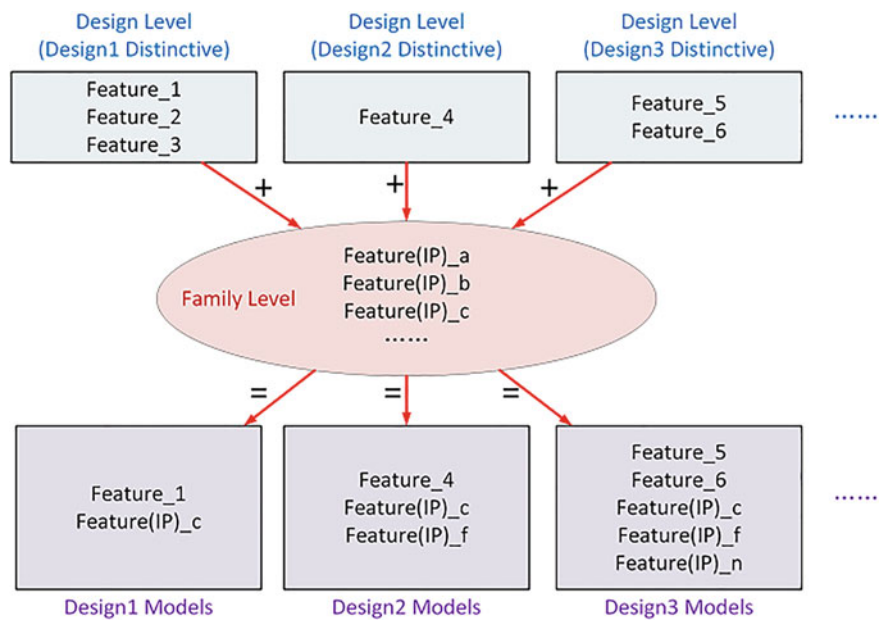 Design Level
(Design1 Distinctive)
Design Level
(Design2 Distinctive)
Design Level
(Design3 Distinctive)
Feature_1
Feature_2
Feature_3
Feature_4
Feature_5
Feature_6
......
+
+
+
Family Level
Feature(IP)_a
Feature(IP)_b
Feature(IP)_c
......
=
=
=
Feature_1
Feature(IP)_c
Feature_4
Feature(IP)_c
Feature(IP)_f
Feature_5
Feature_6
Feature(IP)_c
Feature(IP)_f
Feature(IP)_n
......
Design1 Models
Design2 Models
Design3 Models